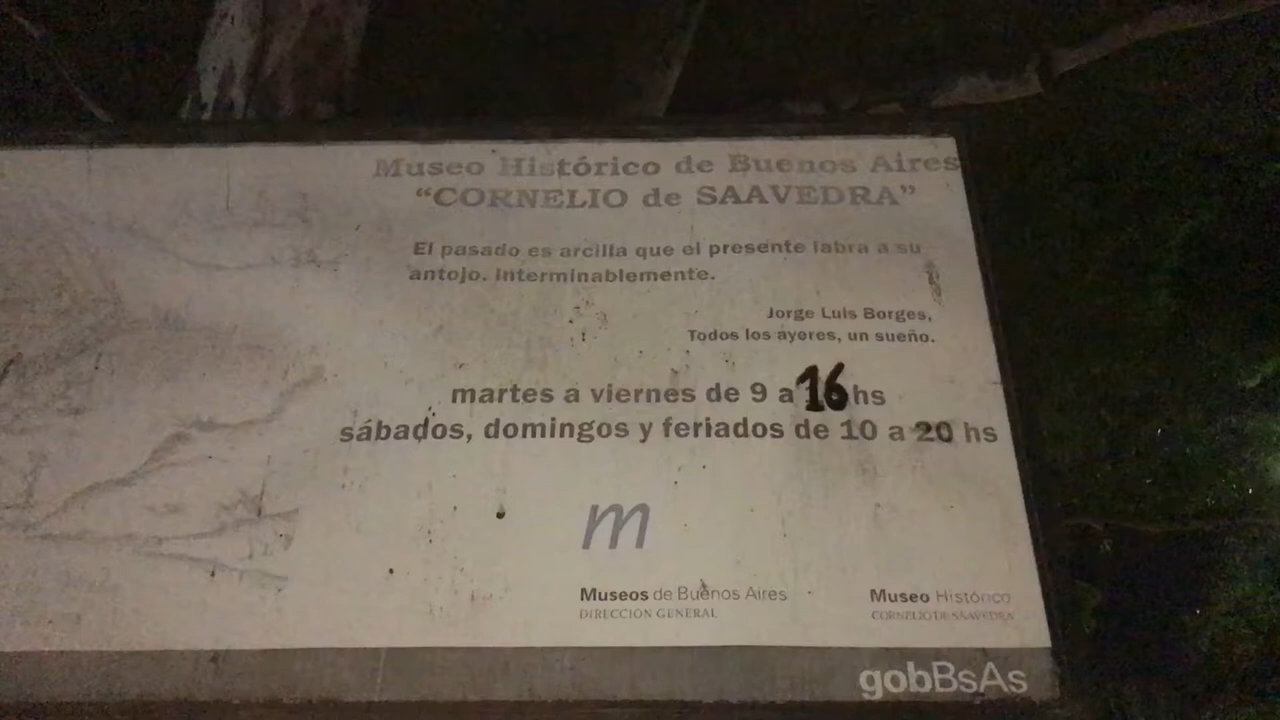 Museo Histórico de Buenos Aires
“CORNELIO de SAAVEDRA”
El pasado es arcilla que el presente labra a su
antojo. Interminablemente.
Jorge Luis Borges,
Todos los ayeres, un sueño.
martes a viernes de 9 a 16 hs
sábados, domingos y feriados de 10 a 20 hs
m
Museos de Buenos Aires
DIRECCION GENERAL
Museo Histórico
CORNELIO DE SAAVEDRA
gobBsAs